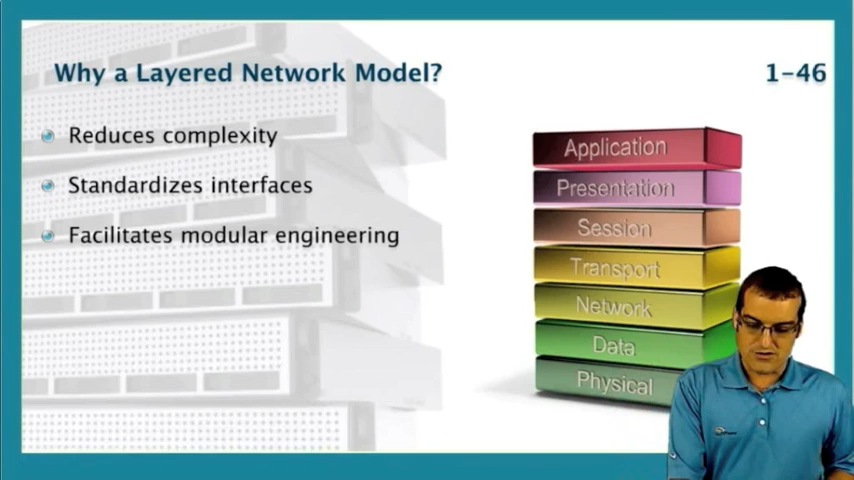 Why a Layered Network Model?
1-46
Reduces complexity
Standardizes interfaces
Facilitates modular engineering
Application
Presentation
Session
Transport
Network
Data
Physical